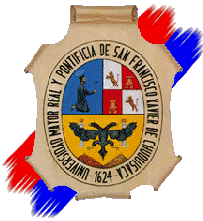 UNIVERSIDAD MAYOR REAL Y PONTIFICIA DE SAN FRANCISCO XAVIER DE CHUQUISACA
1624